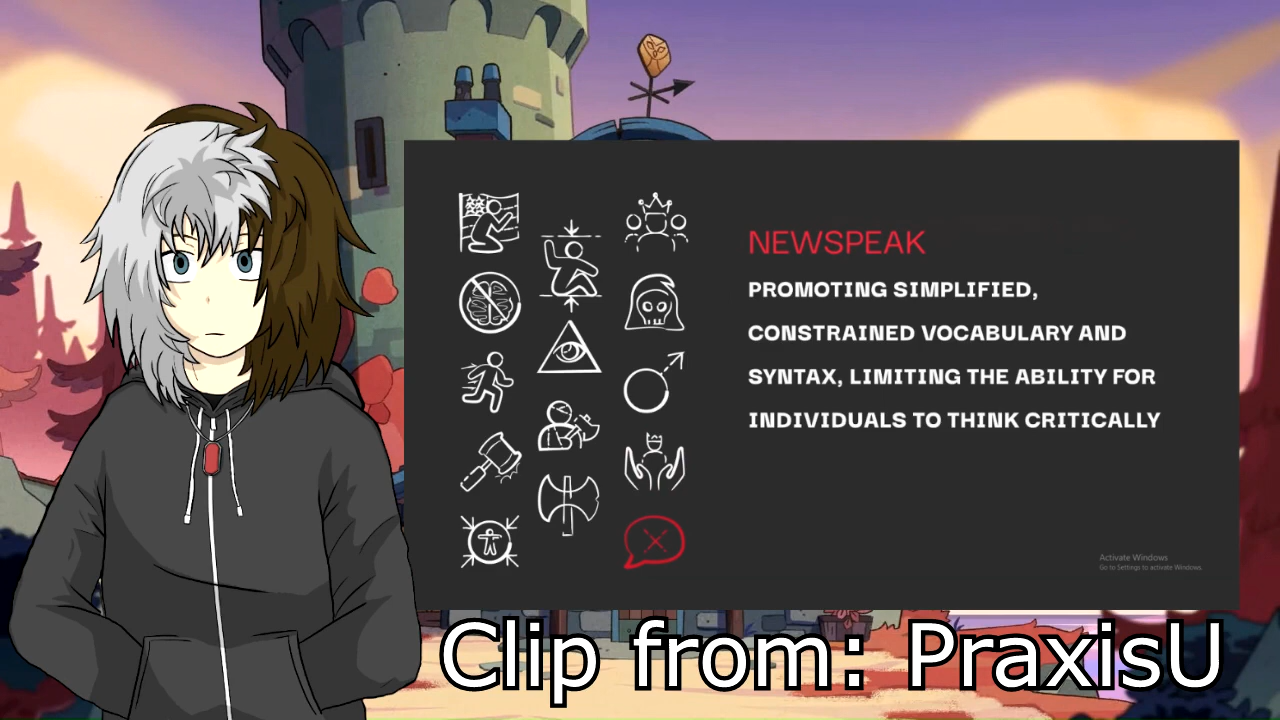 NEWSPEAK
PROMOTING SIMPLIFIED,
CONSTRAINED VOCABULARY AND
SYNTAX, LIMITING THE ABILITY FOR
INDIVIDUALS TO THINK CRITICALLY
Activate Windows
Go to Settings to activate Windows.
Clip from: PraxisU